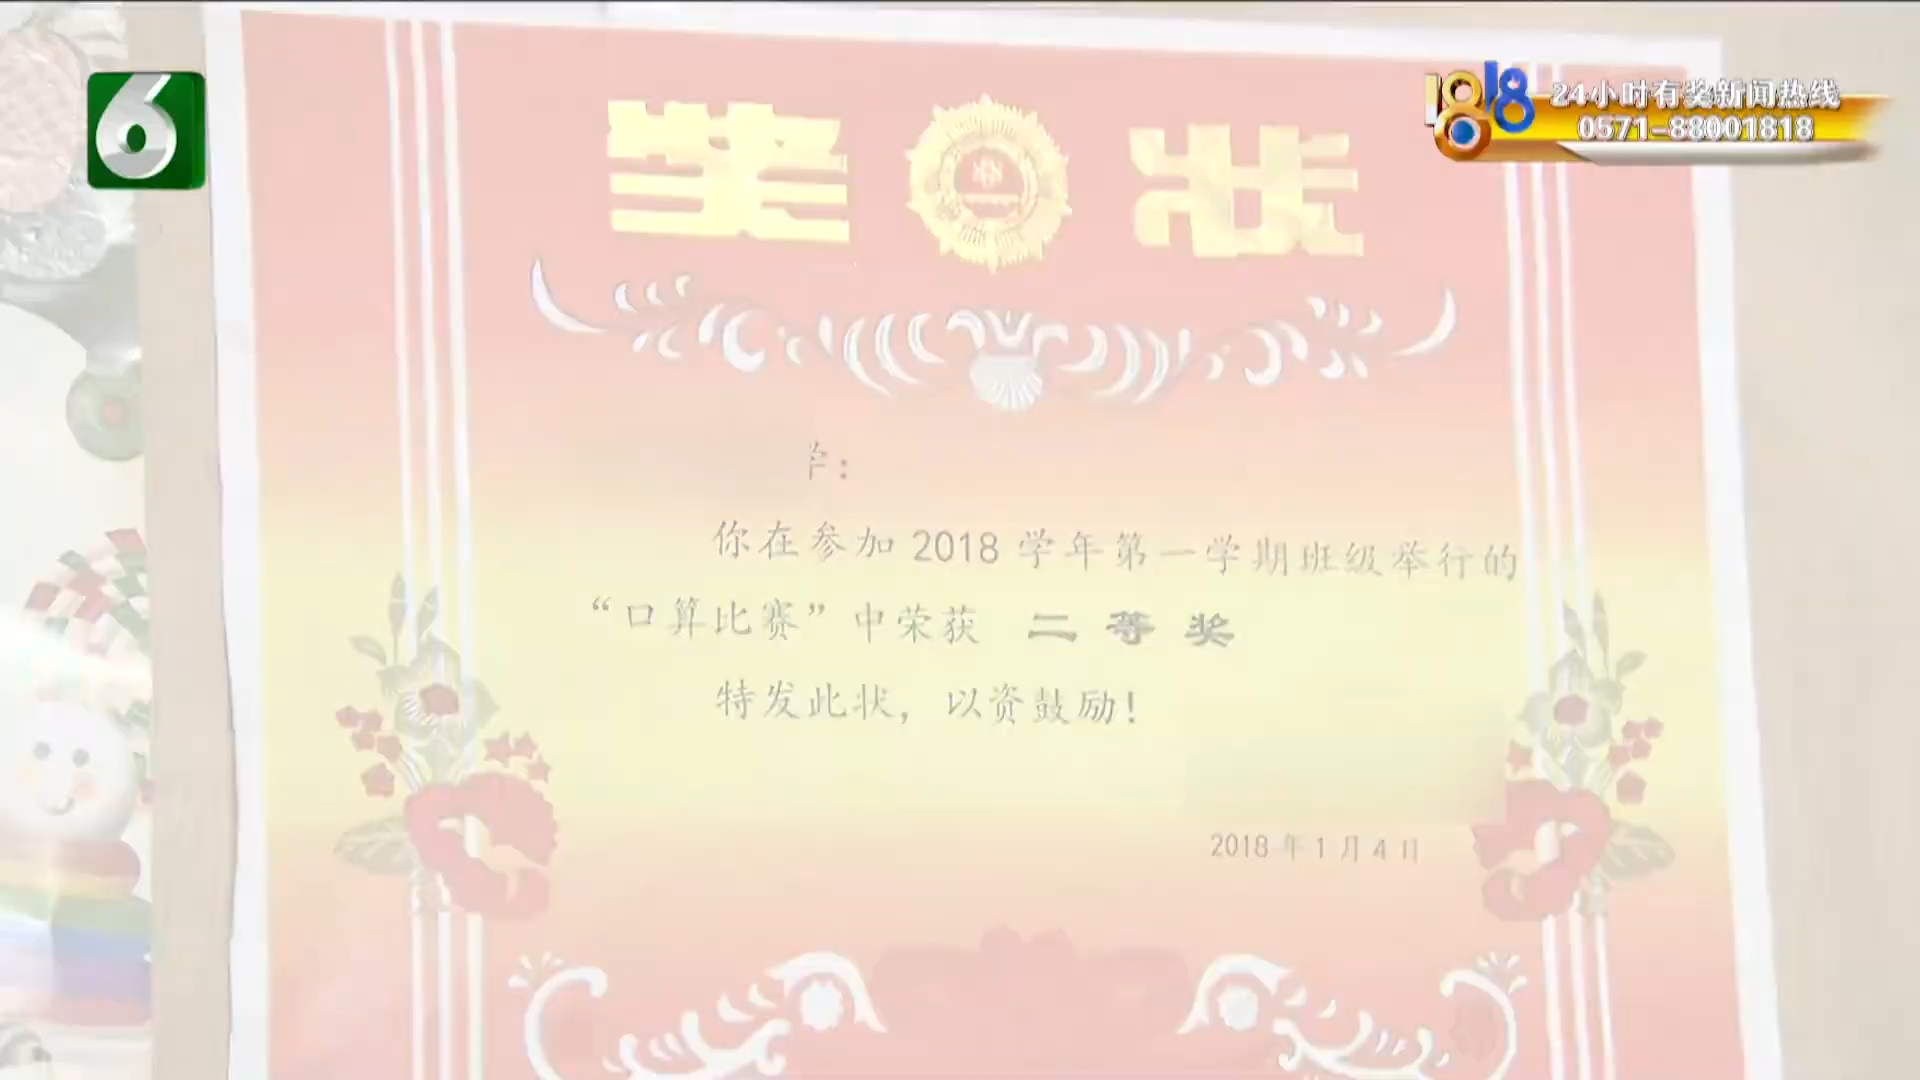 6
1818
24小时有奖新闻热线
0571-88001818
奖状
学：
你在参加2018学年第一学期班级举行的
“口算比赛”中荣获 二等奖
特发此状，以资鼓励！
2018年1月4日